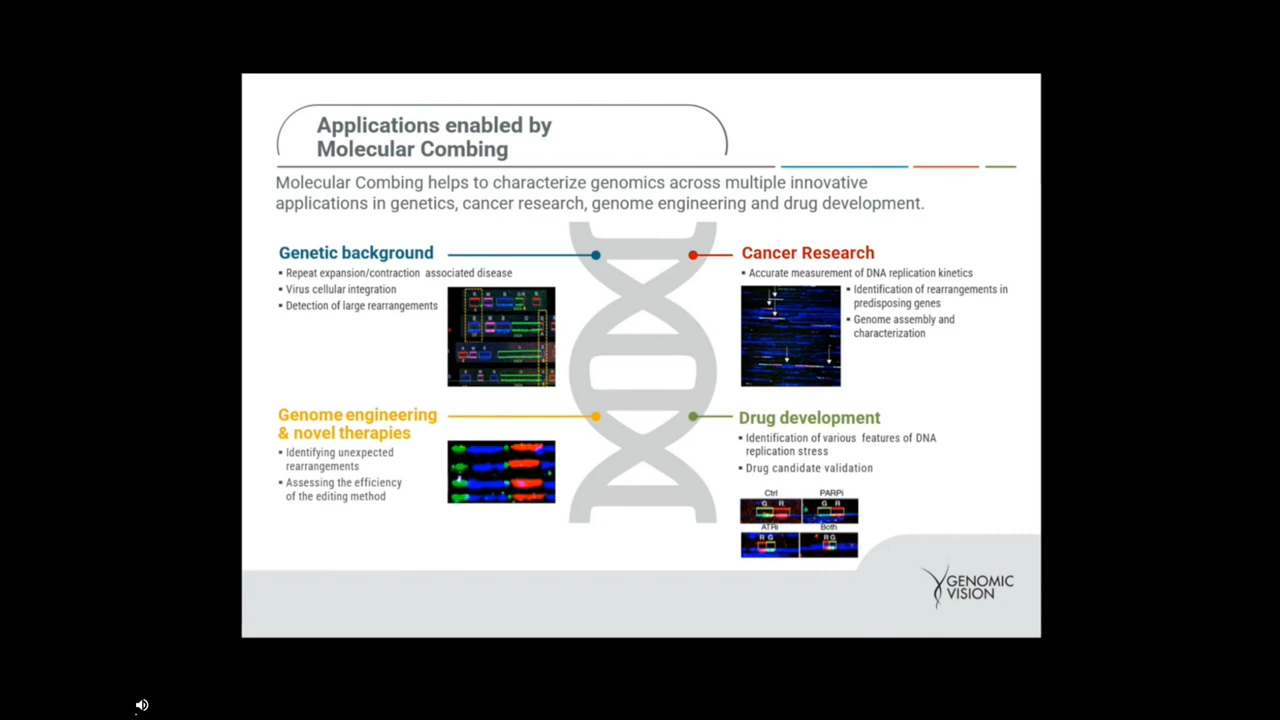 Applications enabled by
Molecular Combing
Molecular Combing helps to characterize genomics across multiple innovative
applications in genetics, cancer research, genome engineering and drug development.
Genetic background
▪ Repeat expansion/contraction associated disease
▪ Virus cellular integration
▪ Detection of large rearrangements
Cancer Research
▪ Accurate measurement of DNA replication kinetics
▪ Identification of rearrangements in
predisposing genes
▪ Genome assembly and
characterization
Genome engineering
& novel therapies
▪ Identifying unexpected
rearrangements
▪ Assessing the efficiency
of the editing method
Drug development
▪ Identification of various features of DNA
replication stress
▪ Drug candidate validation
Ctrl PARPi
G R G R
ATRi Both
R G R G
GENOMIC
VISION